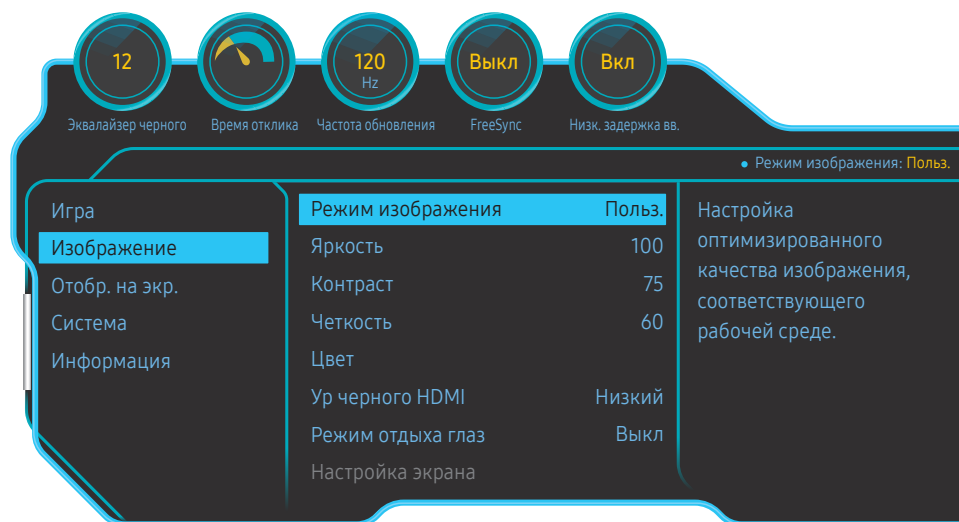 12
120
Hz
Выкл
Вкл
Эквалайзер черного
Время отклика
Частота обновления
FreeSync
Низк. задержка вв.
• Режим изображения: Польз.
Игра
Изображение
Отобр. на экр.
Система
Информация
Режим изображения Польз.
Яркость 100
Контраст 75
Четкость 60
Цвет
Ур черного HDMI Низкий
Режим отдыха глаз Выкл
Настройка экрана
Настройка
оптимизированного
качества изображения,
соответствующего
рабочей среде.